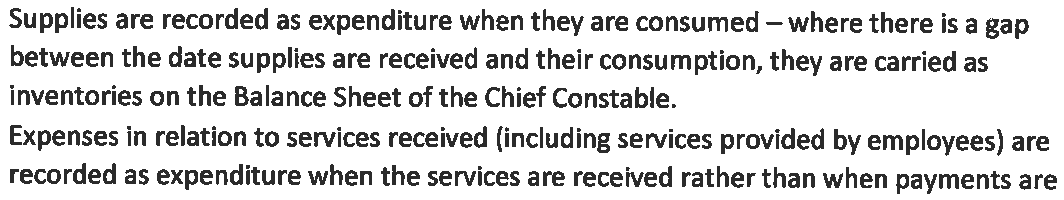 Supplies are recorded as expenditure when they are consumed – where there is a gap
between the date supplies are received and their consumption, they are carried as
inventories on the Balance Sheet of the Chief Constable.
Expenses in relation to services received (including services provided by employees) are
recorded as expenditure when the services are received rather than when payments are